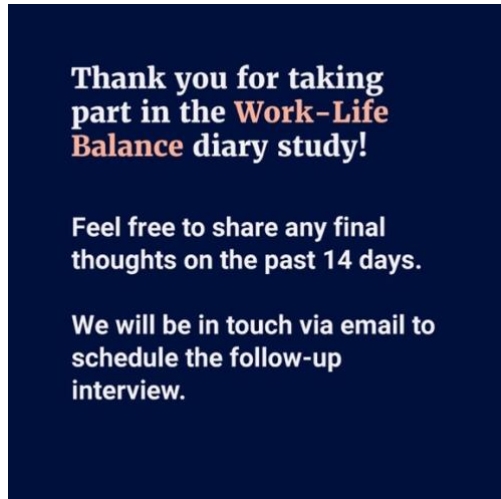 Thank you for taking
part in the Work-Life
Balance diary study!
Feel free to share any final
thoughts on the past 14 days.
We will be in touch via email to
schedule the follow-up
interview.